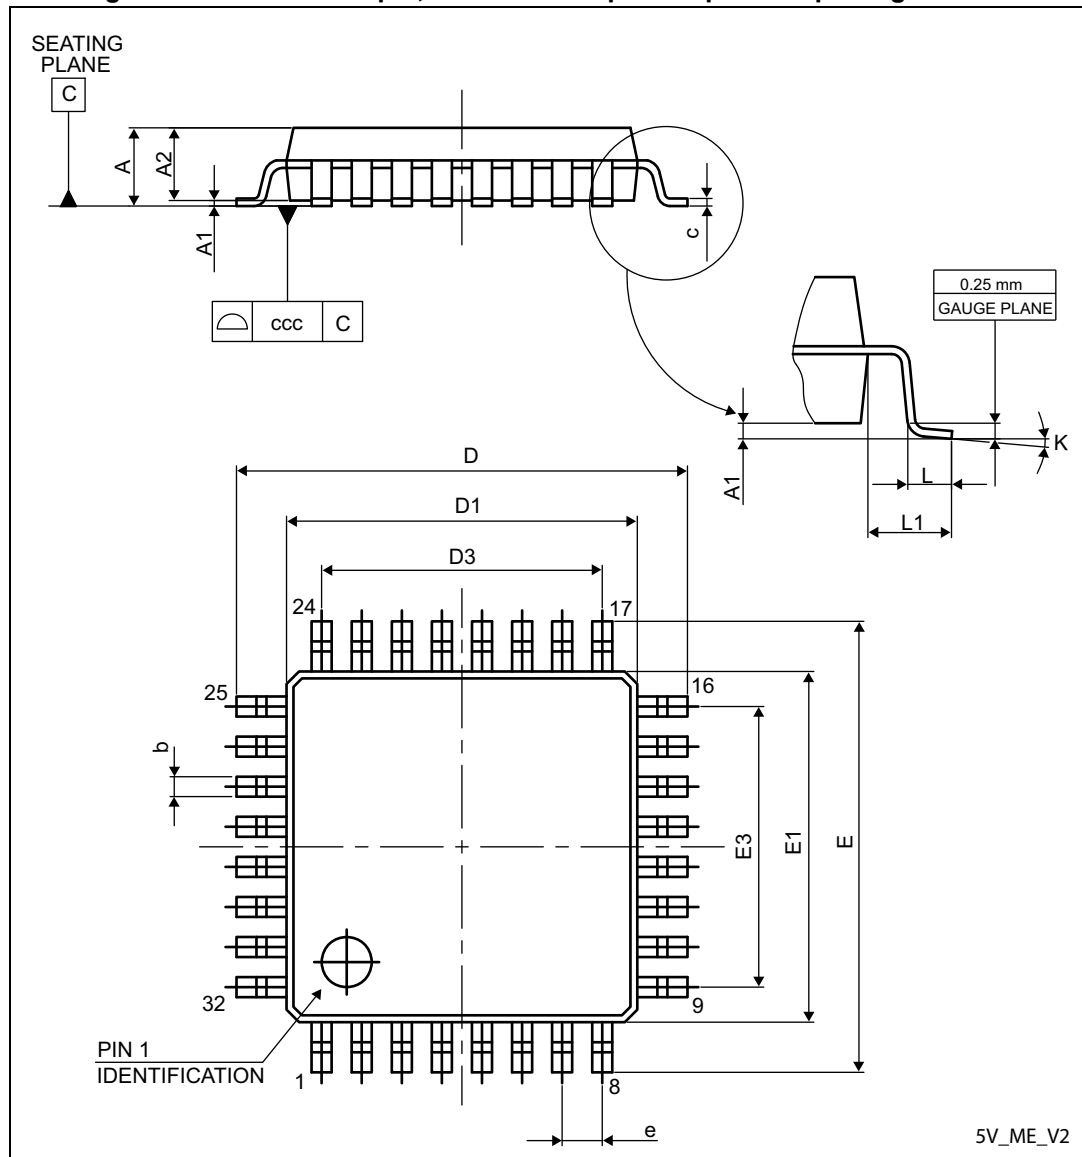 SEATING
PLANE
C
A
A2
A1
c
ccc
C
0.25 mm
GAUGE PLANE
K
A1
L
L1
D
D1
D3
24
17
25
16
b
E3
E1
E
32
9
PIN 1
IDENTIFICATION
1
8
e
5V_ME_V2